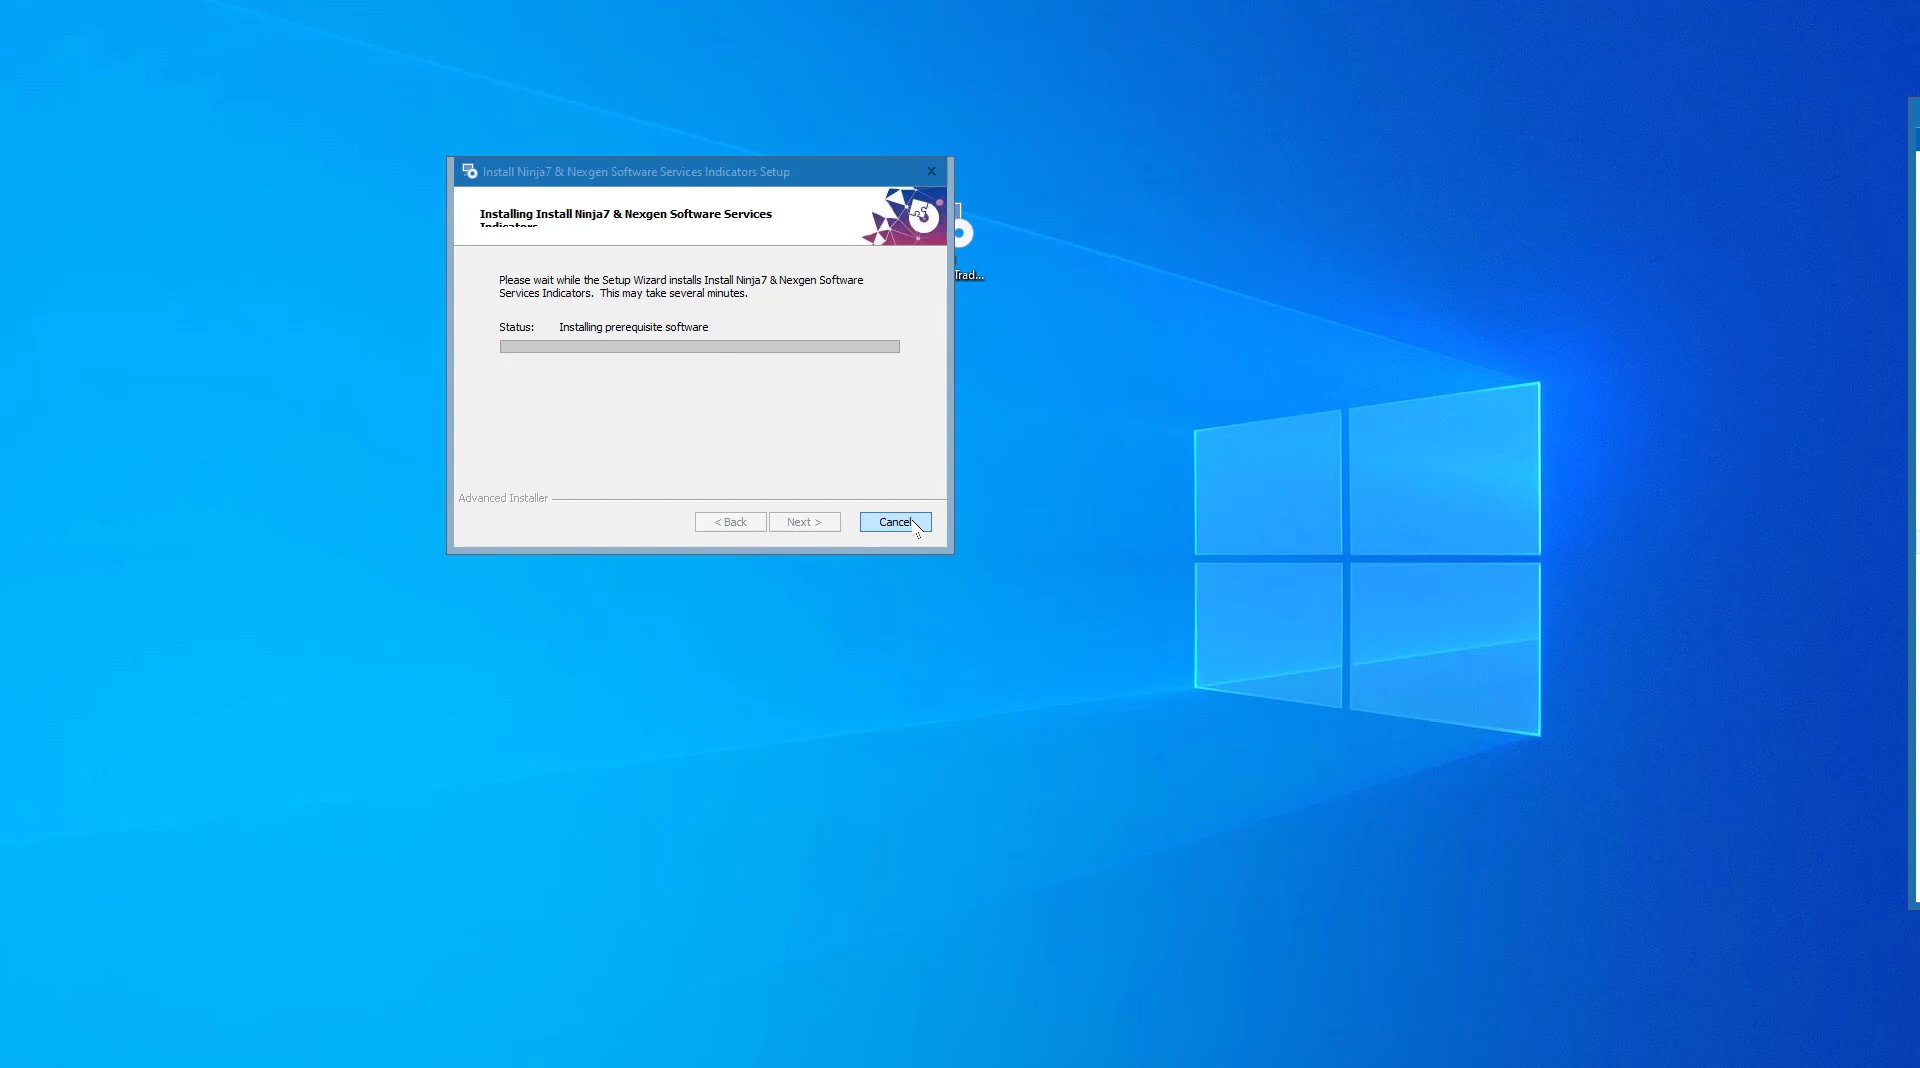 Install Ninja7 & Nexgen Software Services Indicators Setup
Installing Install Ninja7 & Nexgen Software Services
Indicators
Trad...
Please wait while the Setup Wizard installs Install Ninja7 & Nexgen Software
Services Indicators. This may take several minutes.
Status: Installing prerequisite software
Advanced Installer
< Back
Next >
Cancel